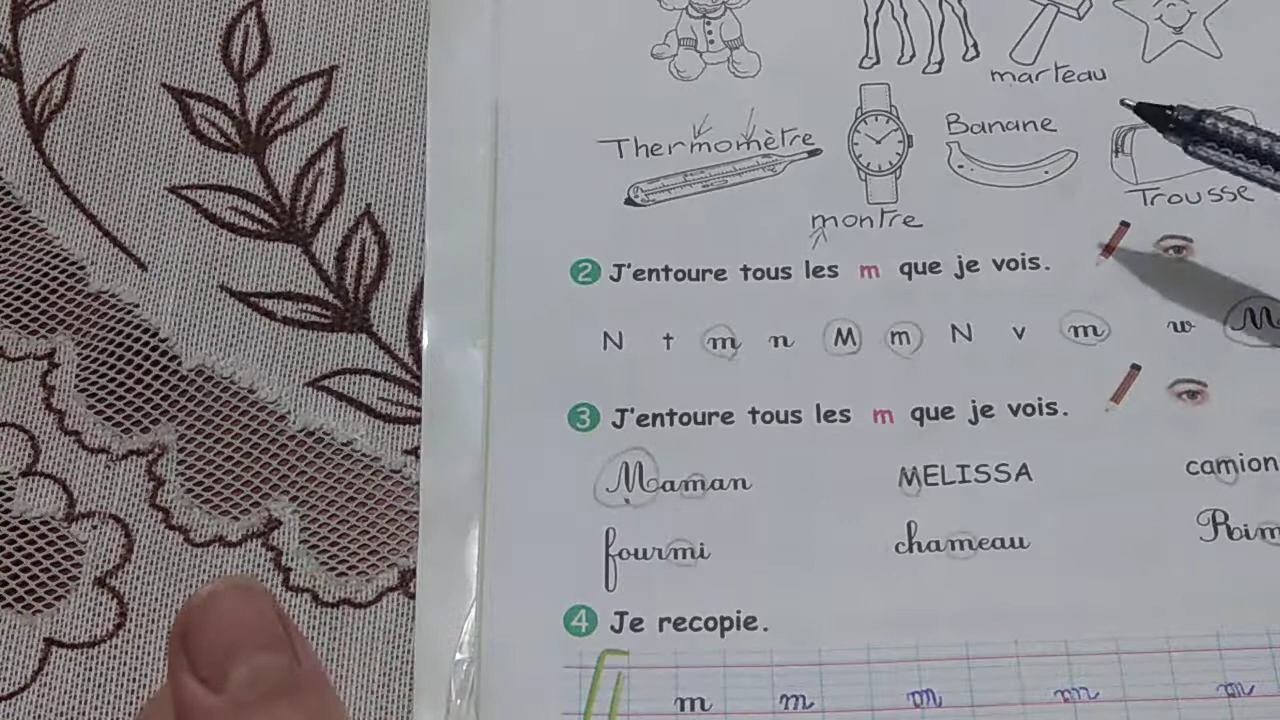 marteau
Thermomètre
Banane
Trousse
montre
2 J'entoure tous les m que je vois.
N t m n M m N v m w M
3 J'entoure tous les m que je vois.
Maman MELISSA camion
fourmi chameau
4 Je recopie.
m m m m m